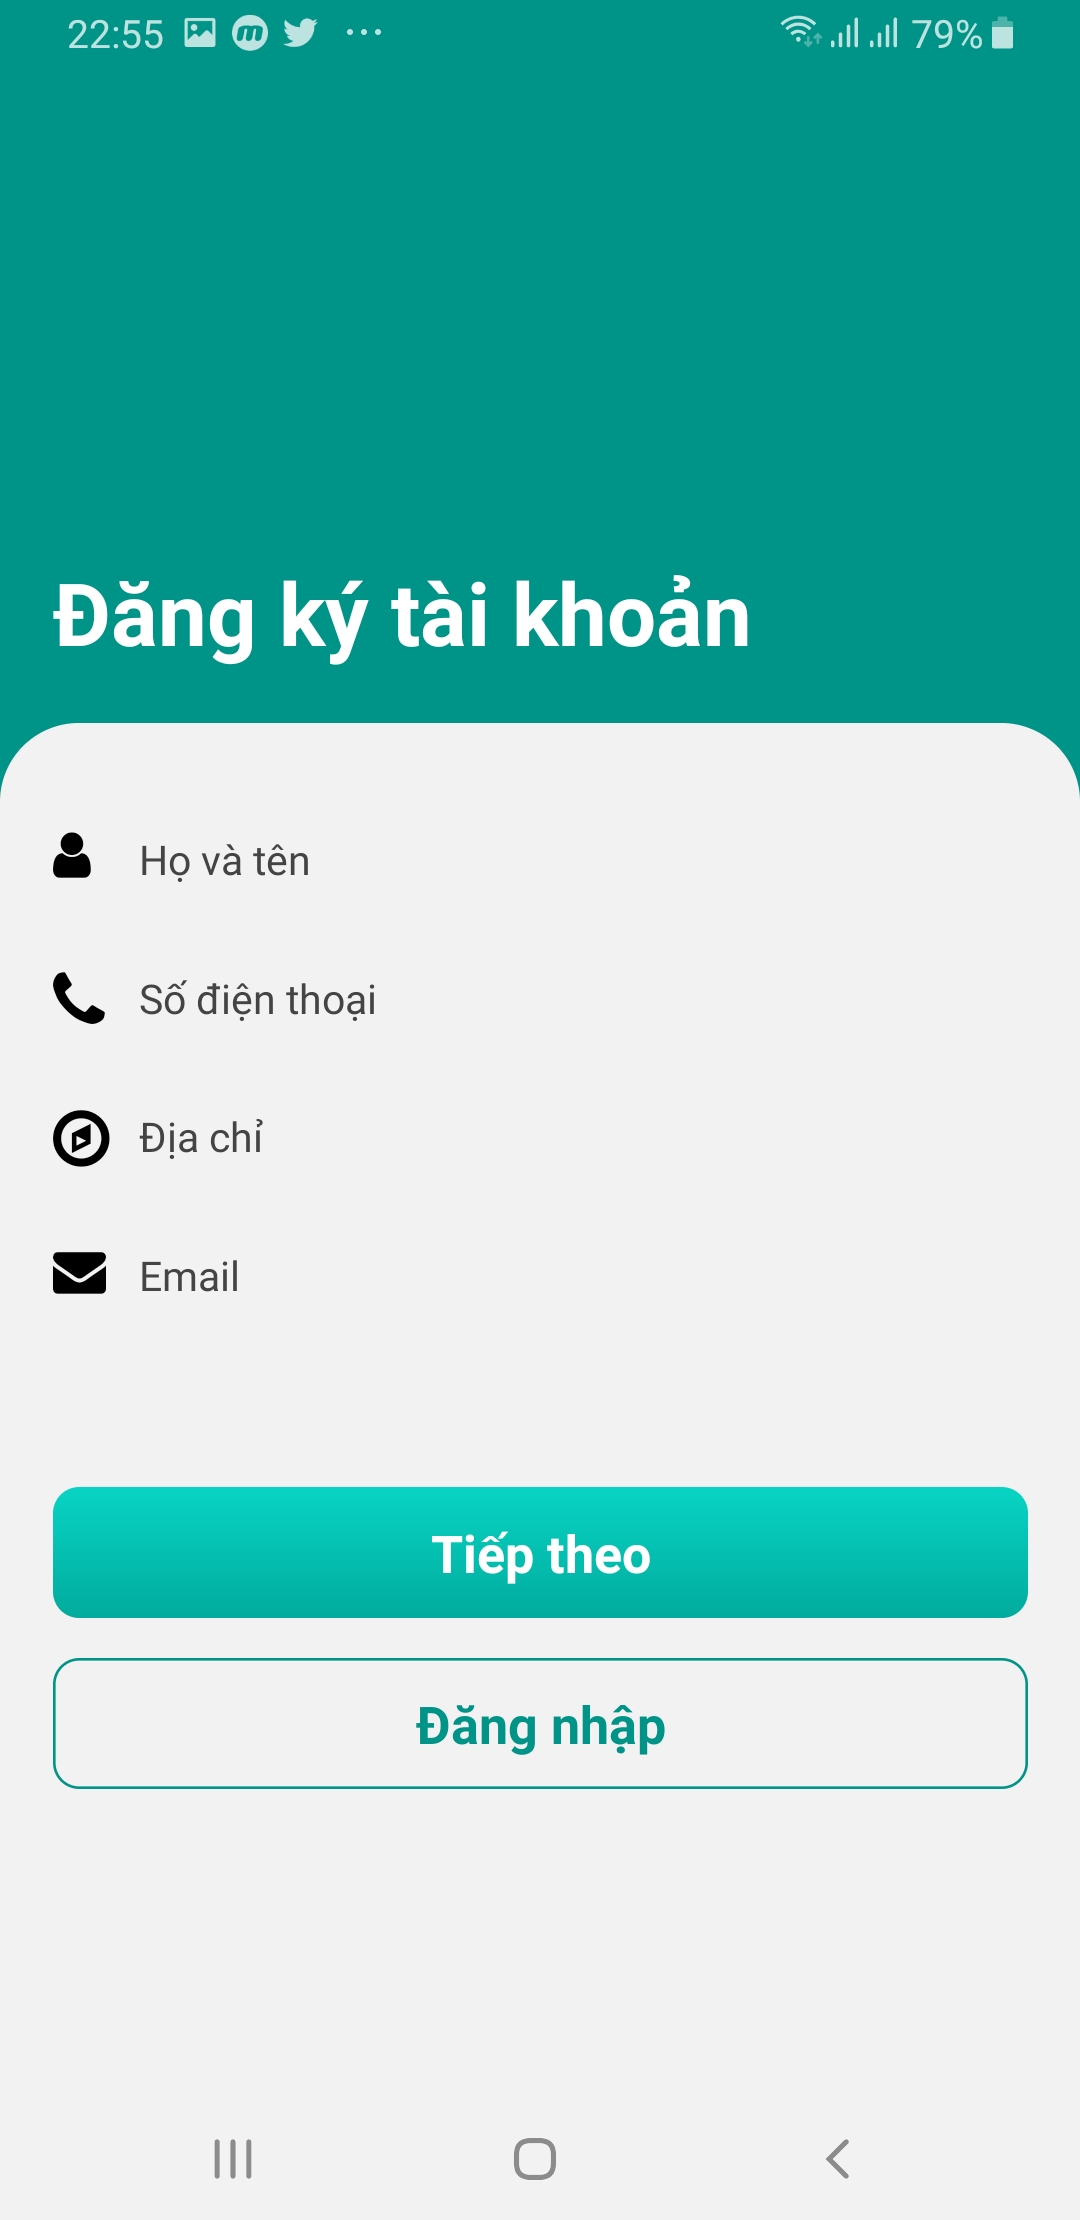 22:55 79%
Đăng ký tài khoản
Họ và tên
Số điện thoại
Địa chỉ
Email
Tiếp theo
Đăng nhập